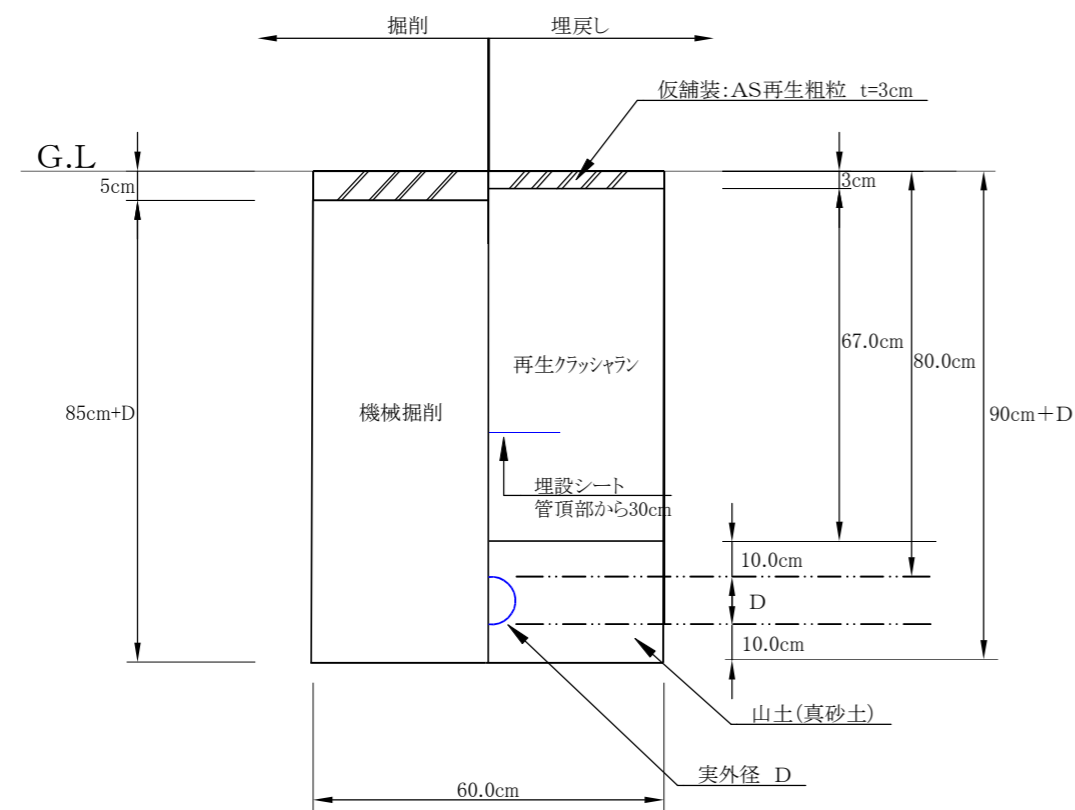 掘削
埋戻し
仮舗装:AS再生粗粒 t=3cm
G.L
5cm
3cm
67.0cm
80.0cm
再生クラッシャラン
機械掘削
85cm+D
90cm+D
埋設シート
管頂部から30cm
10.0cm
D
10.0cm
山土(真砂土)
実外径 D
60.0cm